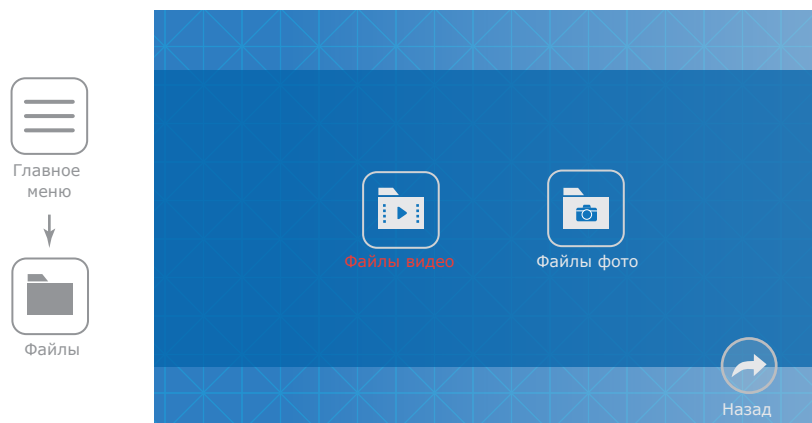 Главное
меню
Файлы
Файлы видео
Файлы фото
Назад